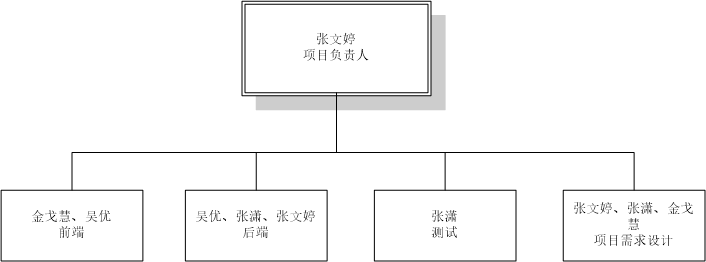 张文婷
项目负责人
金戈慧、吴优
前端
吴优、张潇、张文婷
后端
张潇
测试
张文婷、张潇、金戈
慧
项目需求设计